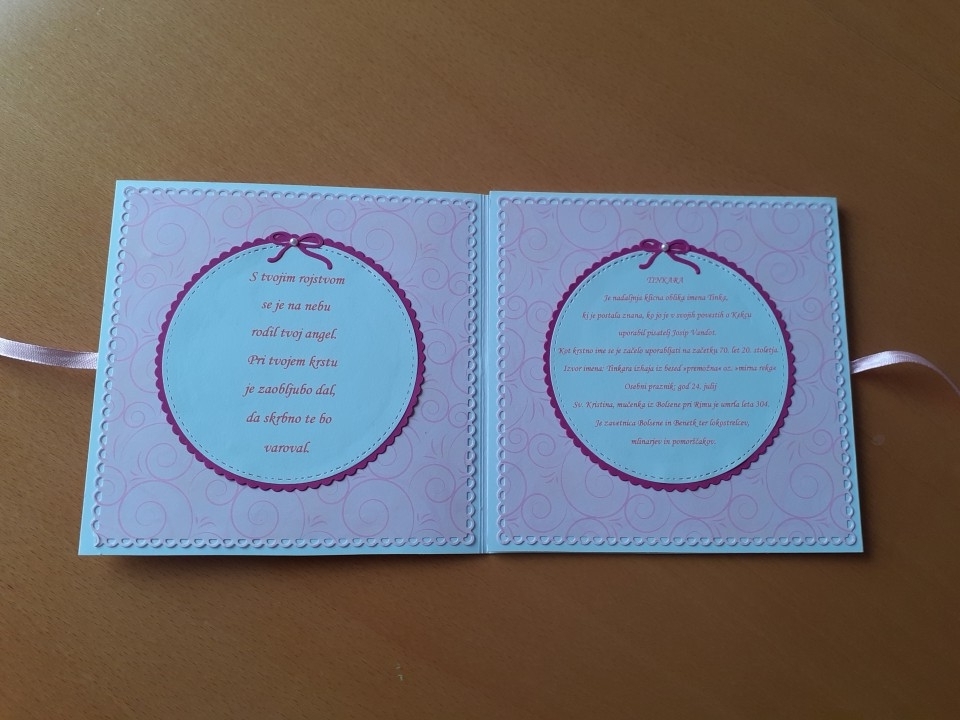 S tvojim rojstvom
se je na nebu
rodil tvoj angel.
Pri tvojem krstu
je zaobljubo dal,
da skrbno te bo
varoval.
TINKARA
Je nadaljnja klicna oblika imena Tinka,
ki je postala znana, ko jo je v svojih povestih o Kekcu
uporabil pisatelj Josip Vandot.
Kot krstno ime se je začelo uporabljati na začetku 70. let 20. stoletja.
Izvor imena: Tinkara izhaja iz besed »premožna« oz. »mirna reka«
Osebni praznik: god 24. julij
Sv. Kristina, mučenka iz Bolsene pri Rimu je umrla leta 304.
Je zavetnica Bolsene in Benetk ter lokostrelcev,
mlinarjev in pomorščakov.